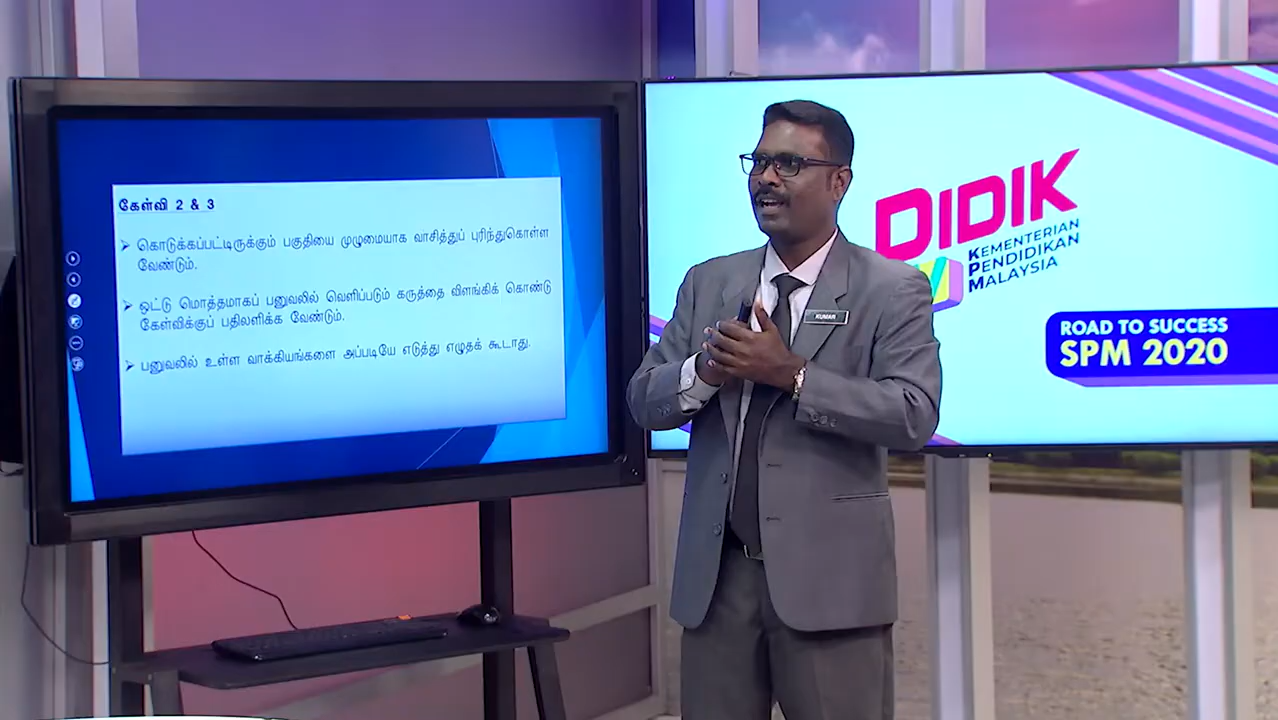 கேள்வி 2 & 3
➤ கொடுக்கப்பட்டிருக்கும் பகுதியை முழுமையாக வாசித்துப் புரிந்துகொள்ள
வேண்டும்.
➤ ஒட்டு மொத்தமாகப் பனுவலில் வெளிப்படும் கருத்தை விளங்கிக் கொண்டு
கேள்விக்குப் பதிலளிக்க வேண்டும்.
➤ பனுவலில் உள்ள வாக்கியங்களை அப்படியே எடுத்து எழுதக் கூடாது.
KUMAR
DIDIK
KEMENTERIAN
PENDIDIKAN
MALAYSIA
ROAD TO SUCCESS
SPM 2020